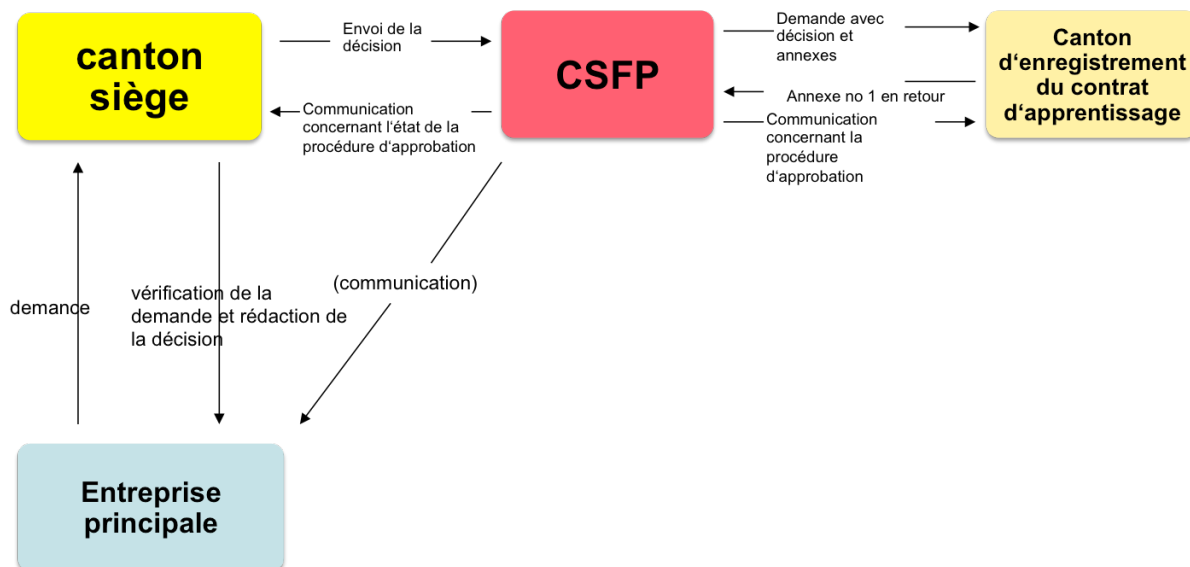 canton
siège
Envoi de la
décision
Communication
concernant l‘état de la
procédure d‘approbation
CSFP
Demande avec
décision et
annexes
Annexe no 1 en retour
Communication
concernant la
procédure
d‘approbation
Canton
d‘enregistrement
du contrat
d‘apprentissage
demande
vérification de la
demande et rédaction de
la décision
(communication)
Entreprise
principale